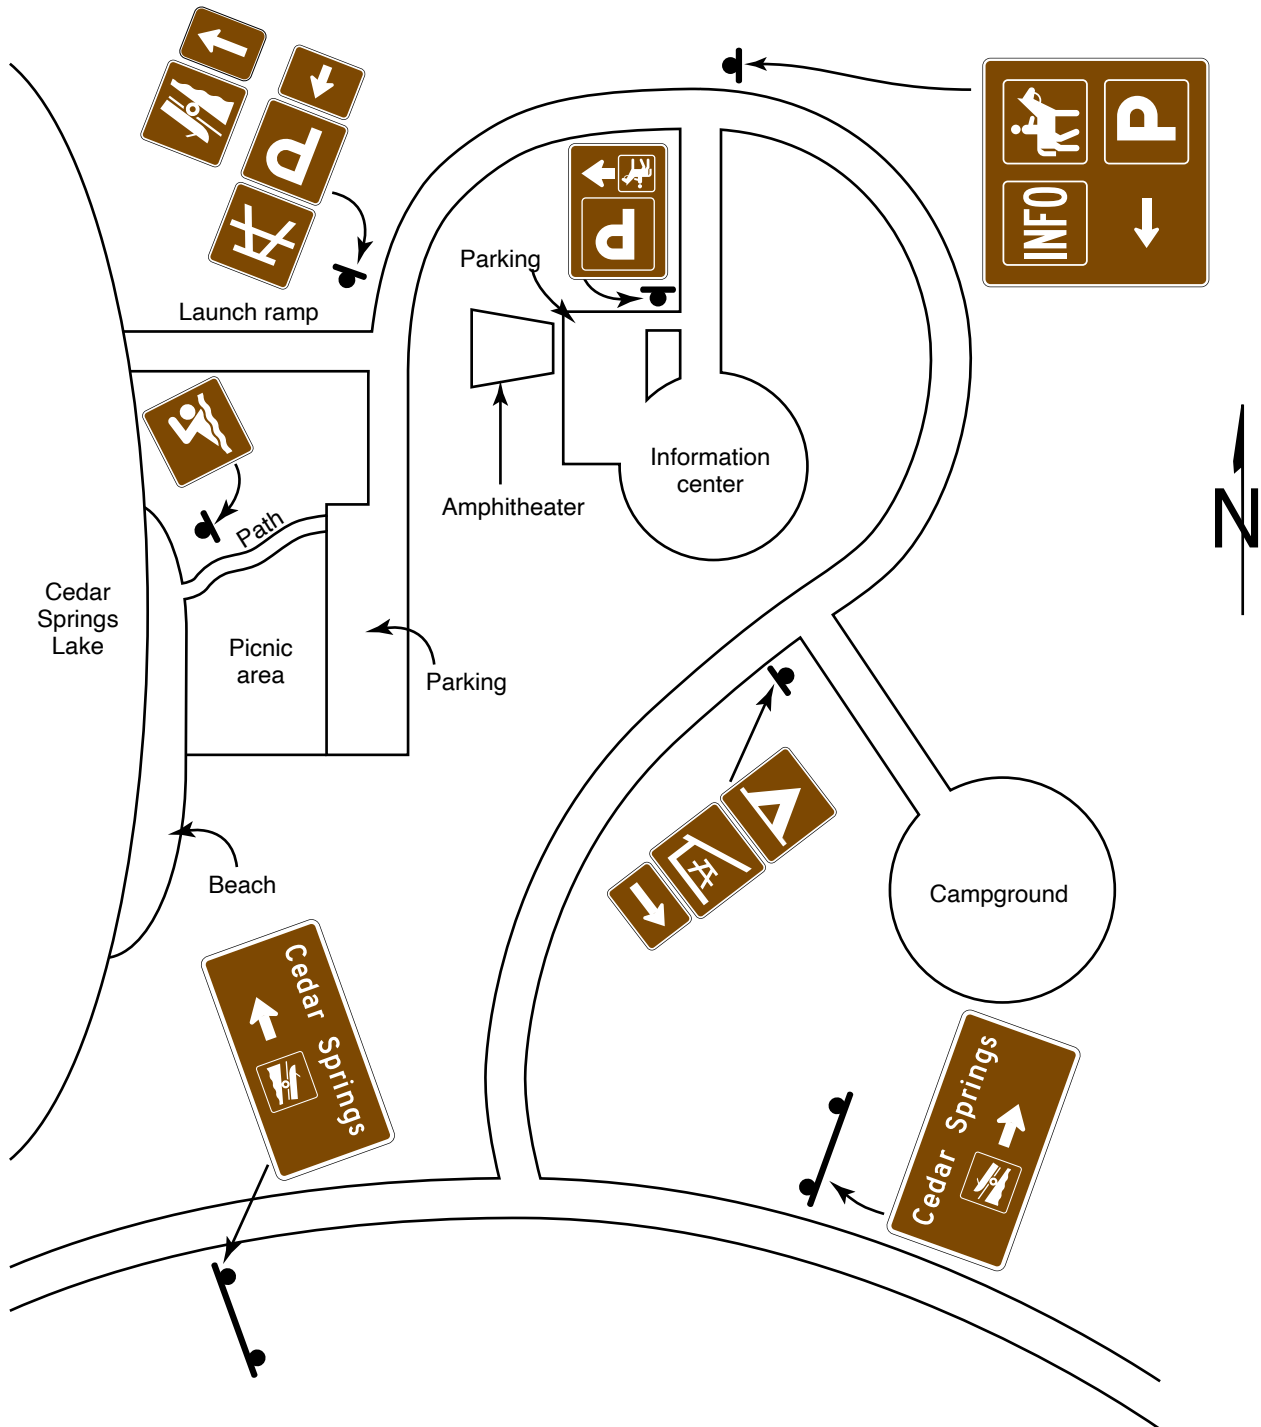 P
INFO
P
P
Parking
Launch ramp
Information
center
Amphitheater
N
Path
Cedar
Springs
Lake
Picnic
area
Parking
Beach
Campground
Cedar Springs
Cedar Springs